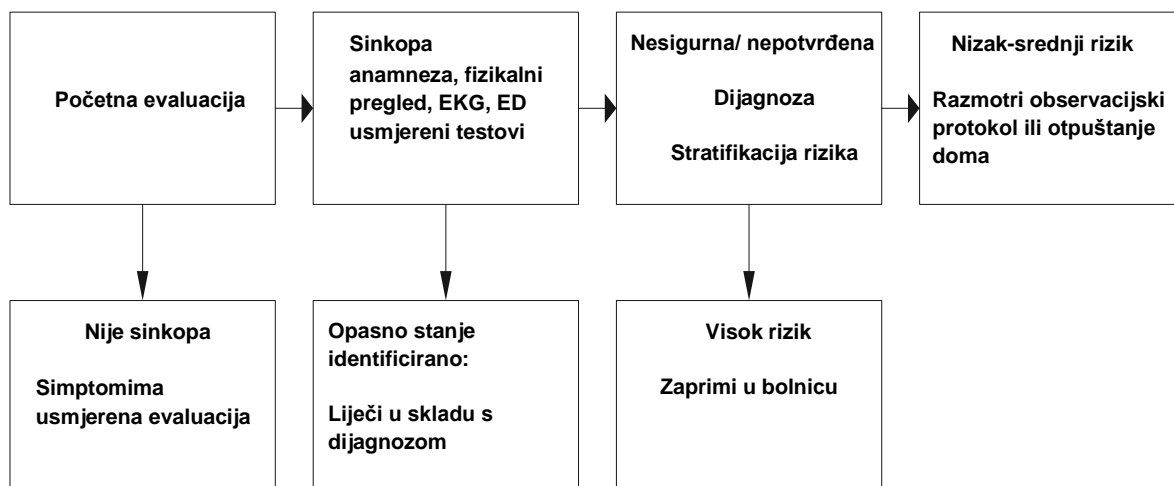 Početna evaluacija
Sinkopa
anamneza, fizikalni
pregled, EKG, ED
usmjereni testovi
Nesigurna/ nepotvrđena
Dijagnoza
Stratifikacija rizika
Nizak-srednji rizik
Razmotri observacijski
protokol ili otpuštanje
doma
Nije sinkopa
Simptomima
usmjerena evaluacija
Opasno stanje
identificirano:
Liječi u skladu s
dijagnozom
Visok rizik
Zaprimi u bolnicu